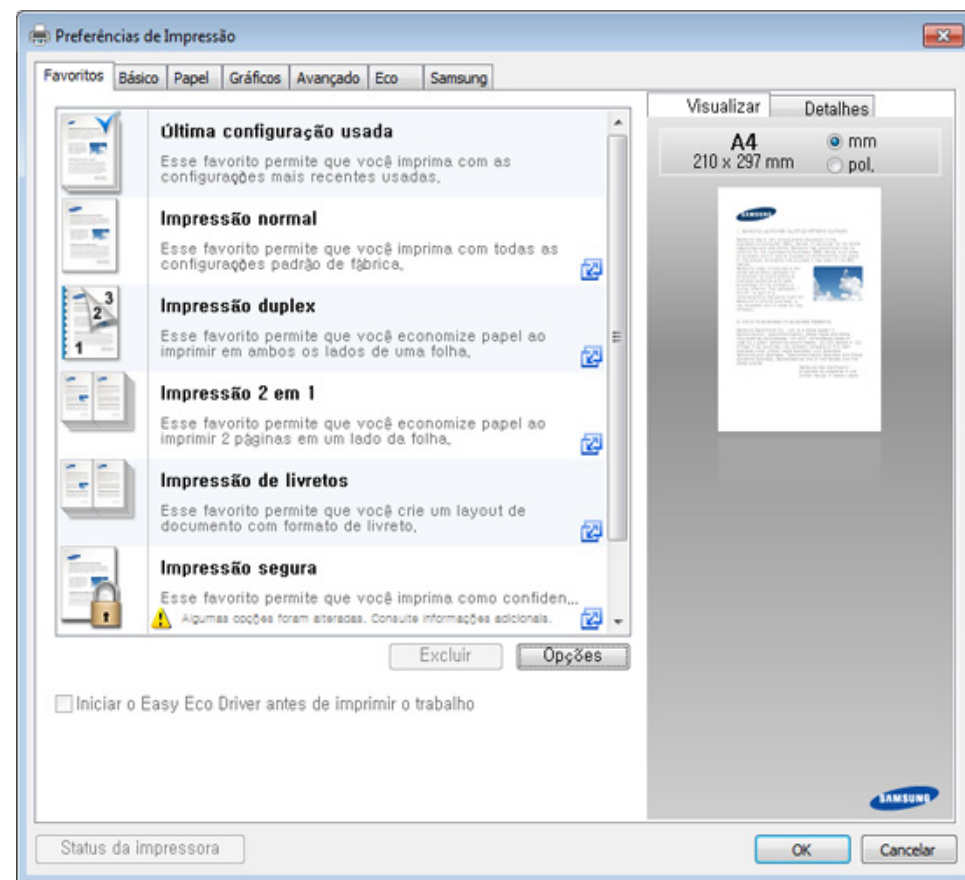 Preferências de Impressão
Favoritos Básico Papel Gráficos Avançado Eco Samsung
Última configuração usada
Esse favorito permite que você imprima com as
configurações mais recentes usadas.
Impressão normal
Esse favorito permite que você imprima com todas as
configurações padrão de fábrica.
3
2
1
Impressão duplex
Esse favorito permite que você economize papel ao
imprimir em ambos os lados de uma folha.
Impressão 2 em 1
Esse favorito permite que você economize papel ao
imprimir 2 páginas em um lado da folha.
Impressão de livretos
Esse favorito permite que você crie um layout de
documento com formato de livreto.
Impressão segura
Esse favorito permite que você imprima como confiden...
Algumas opções foram alteradas. Consulte informações adicionais.
Excluir Opções
Iniciar o Easy Eco Driver antes de imprimir o trabalho
Visualizar Detalhes
A4
210 x 297 mm
mm
pol.
SAMSUNG
SAMSUNG
Status da impressora
OK Cancelar